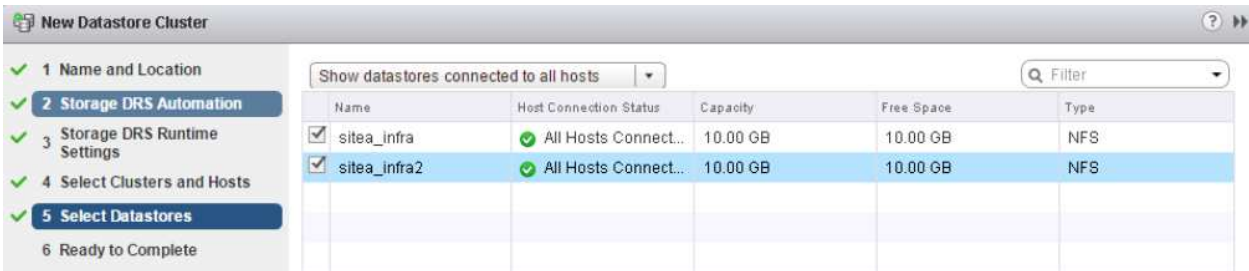 New Datastore Cluster
?
1 Name and Location
2 Storage DRS Automation
3 Storage DRS Runtime
Settings
4 Select Clusters and Hosts
5 Select Datastores
6 Ready to Complete
Show datastores connected to all hosts
Filter
Name Host Connection Status Capacity Free Space Type
sitea_infra All Hosts Connect... 10.00 GB 10.00 GB NFS
sitea_infra2 All Hosts Connect... 10.00 GB 10.00 GB NFS